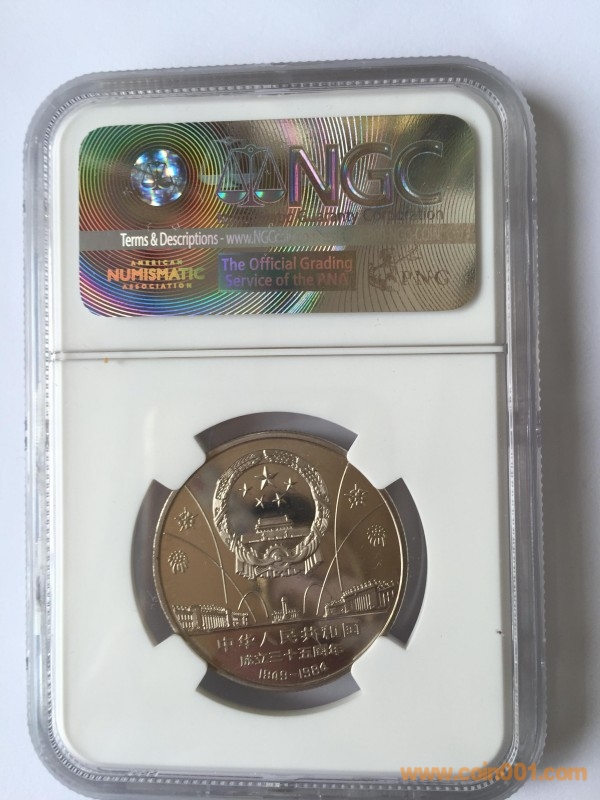 NGC
Terms & Descriptions - www.NGC
AMERICAN
NUMISMATIC
ASSOCIATION
The Official Grading
Service of the PNG
PNG
中华人民共和国
成立三十五周年
1949-1984
www.coin001.com